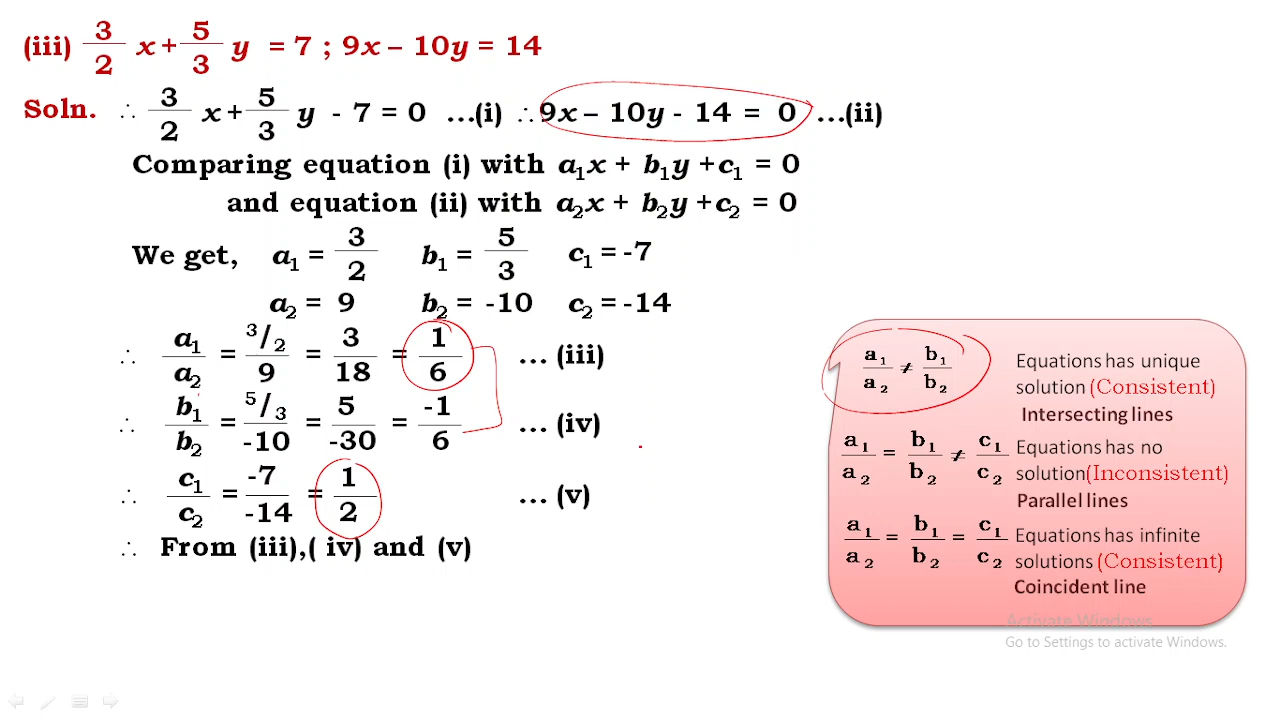 (iii) 3/2 x + 5/3 y = 7 ; 9x – 10y = 14
Soln. ∴ 3/2 x + 5/3 y - 7 = 0 ...(i) ∴ 9x – 10y - 14 = 0 ...(ii)
Comparing equation (i) with a₁x + b₁y +c₁ = 0
and equation (ii) with a₂x + b₂y +c₂ = 0
We get, a₁ = 3/2 b₁ = 5/3 c₁ = -7
a₂ = 9 b₂ = -10 c₂ = -14
∴ a₁/a₂ = 3/2/9 = 3/18 = 1/6 ... (iii)
∴ b₁/b₂ = 5/3/-10 = 5/-30 = -1/6 ... (iv)
∴ c₁/c₂ = -7/-14 = 1/2 ... (v)
∴ From (iii),( iv) and (v)
a₁/a₂ ≠ b₁/b₂ Equations has unique
solution (Consistent)
Intersecting lines
a₁/a₂ = b₁/b₂ ≠ c₁/c₂ Equations has no
solution(Inconsistent)
Parallel lines
a₁/a₂ = b₁/b₂ = c₁/c₂ Equations has infinite
solutions (Consistent)
Coincident line
Activate Windows
Go to Settings to activate Windows.